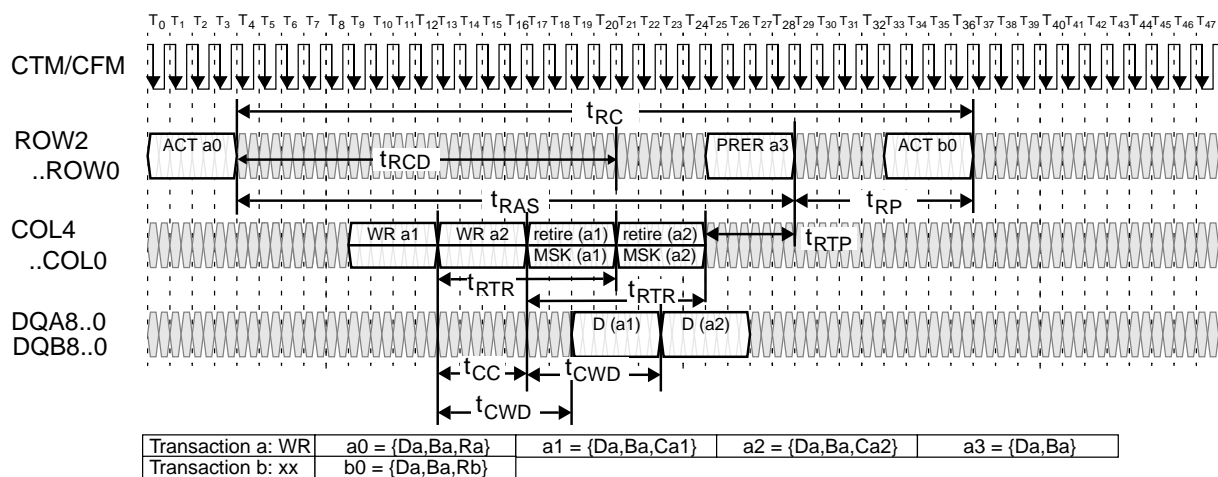 T0 T1 T2 T3 T4 T5 T6 T7 T8 T9 T10 T11 T12 T13 T14 T15 T16 T17 T18 T19 T20 T21 T22 T23 T24 T25 T26 T27 T28 T29 T30 T31 T32 T33 T34 T35 T36 T37 T38 T39 T40 T41 T42 T43 T44 T45 T46 T47
CTM/CFM
tRC
ROW2
..ROW0
ACT a0
PRER a3
ACT b0
tRCD
tRAS
tRP
COL4
..COL0
WR a1
WR a2
retire (a1)
retire (a2)
MSK (a1)
MSK (a2)
tRTP
tRTR
tRTR
DQA8..0
DQB8..0
D (a1)
D (a2)
tCC
tCWD
tCWD
Transaction a: WR a0 = {Da,Ba,Ra} a1 = {Da,Ba,Ca1} a2 = {Da,Ba,Ca2} a3 = {Da,Ba}
Transaction b: xx b0 = {Da,Ba,Rb}